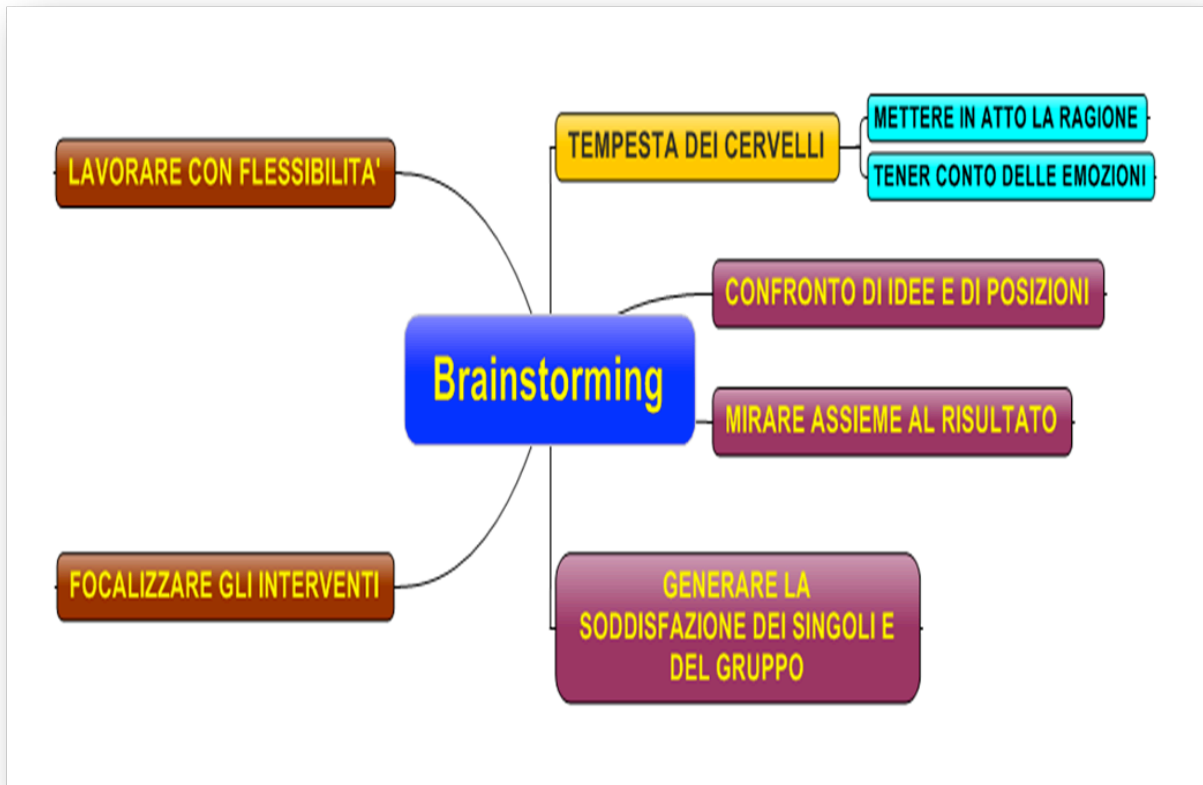 LAVORARE CON FLESSIBILITA'
TEMPESTA DEI CERVELLI
METTERE IN ATTO LA RAGIONE
TENER CONTO DELLE EMOZIONI
CONFRONTO DI IDEE E DI POSIZIONI
Brainstorming
MIRARE ASSIEME AL RISULTATO
FOCALIZZARE GLI INTERVENTI
GENERARE LA
SODDISFAZIONE DEI SINGOLI E
DEL GRUPPO